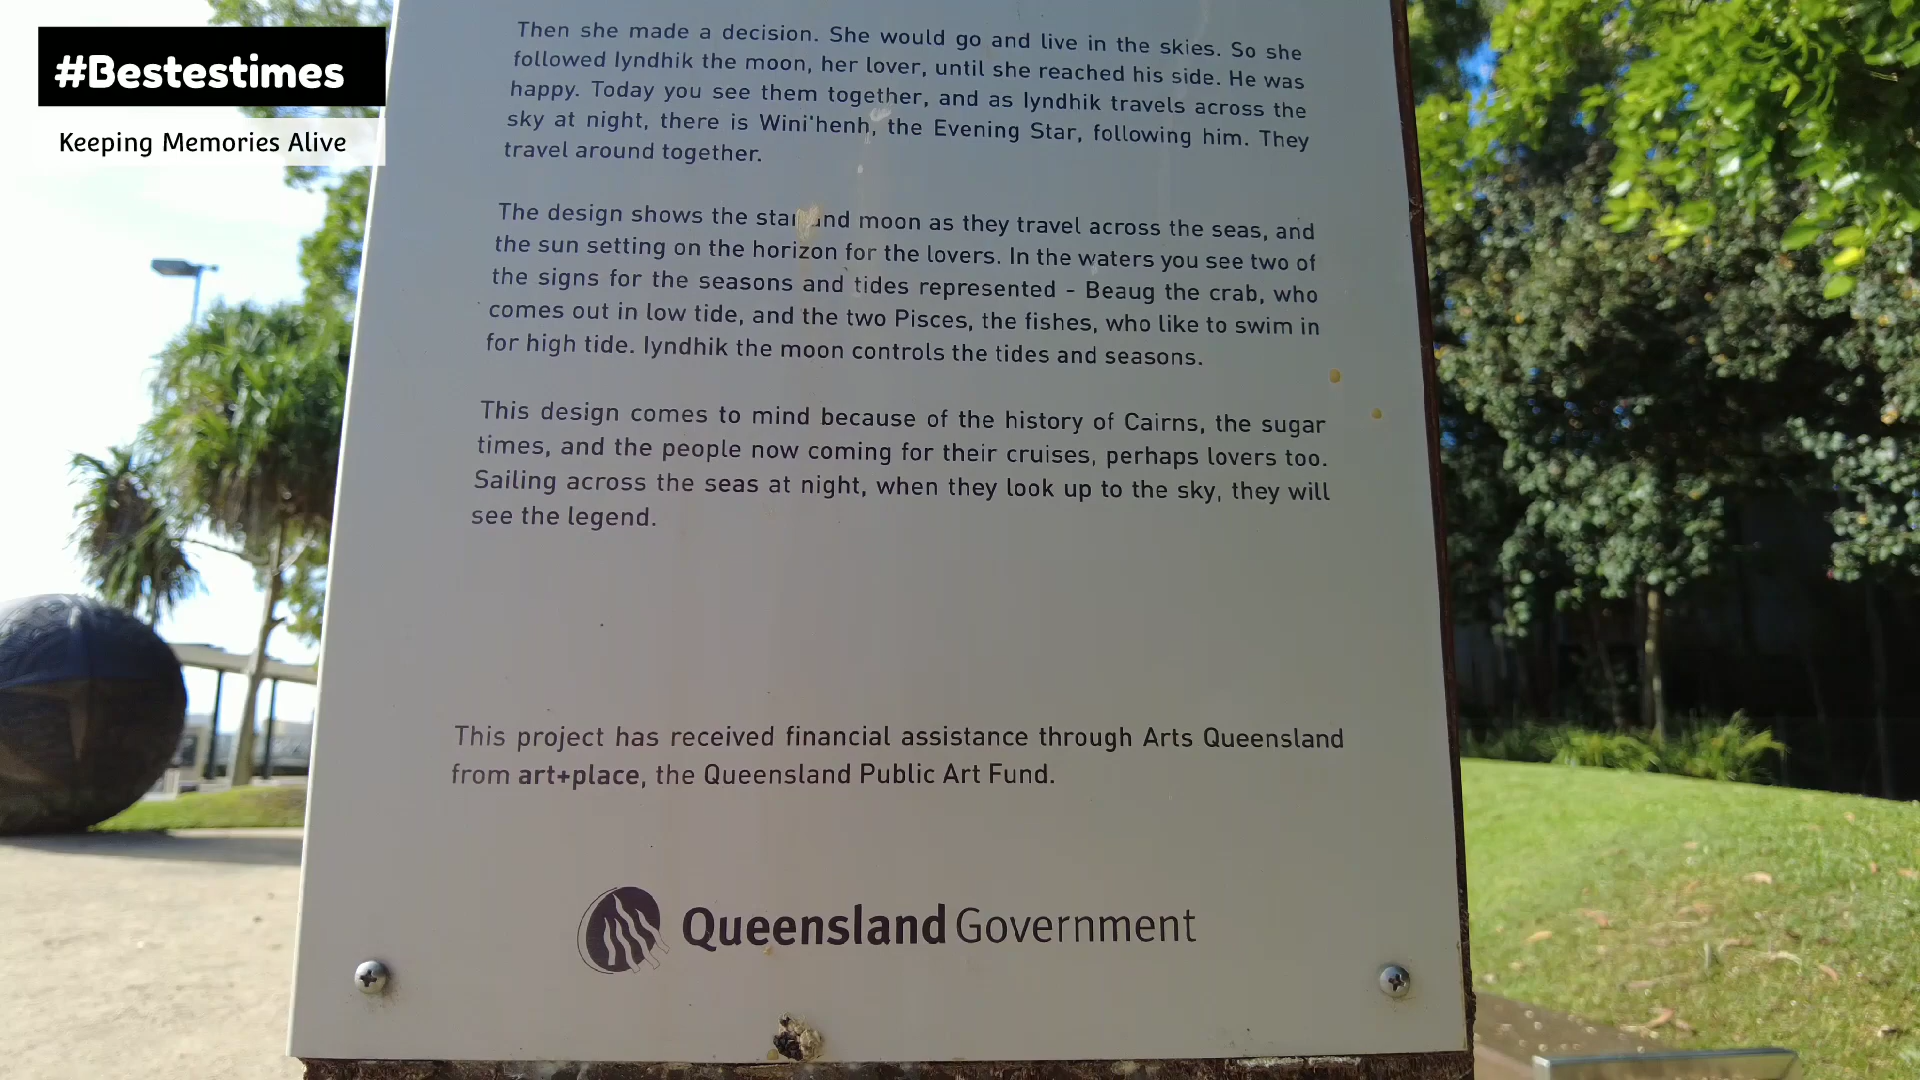 #Bestestimes
Keeping Memories Alive
Then she made a decision. She would go and live in the skies. So she
followed Iyndhik the moon, her lover, until she reached his side. He was
happy. Today you see them together, and as Iyndhik travels across the
sky at night, there is Wini'henh, the Evening Star, following him. They
travel around together.
The design shows the star and moon as they travel across the seas, and
the sun setting on the horizon for the lovers. In the waters you see two of
the signs for the seasons and tides represented - Beaug the crab, who
comes out in low tide, and the two Pisces, the fishes, who like to swim in
for high tide. Iyndhik the moon controls the tides and seasons.
This design comes to mind because of the history of Cairns, the sugar
times, and the people now coming for their cruises, perhaps lovers too.
Sailing across the seas at night, when they look up to the sky, they will
see the legend.
This project has received financial assistance through Arts Queensland
from art+place, the Queensland Public Art Fund.
Queensland Government